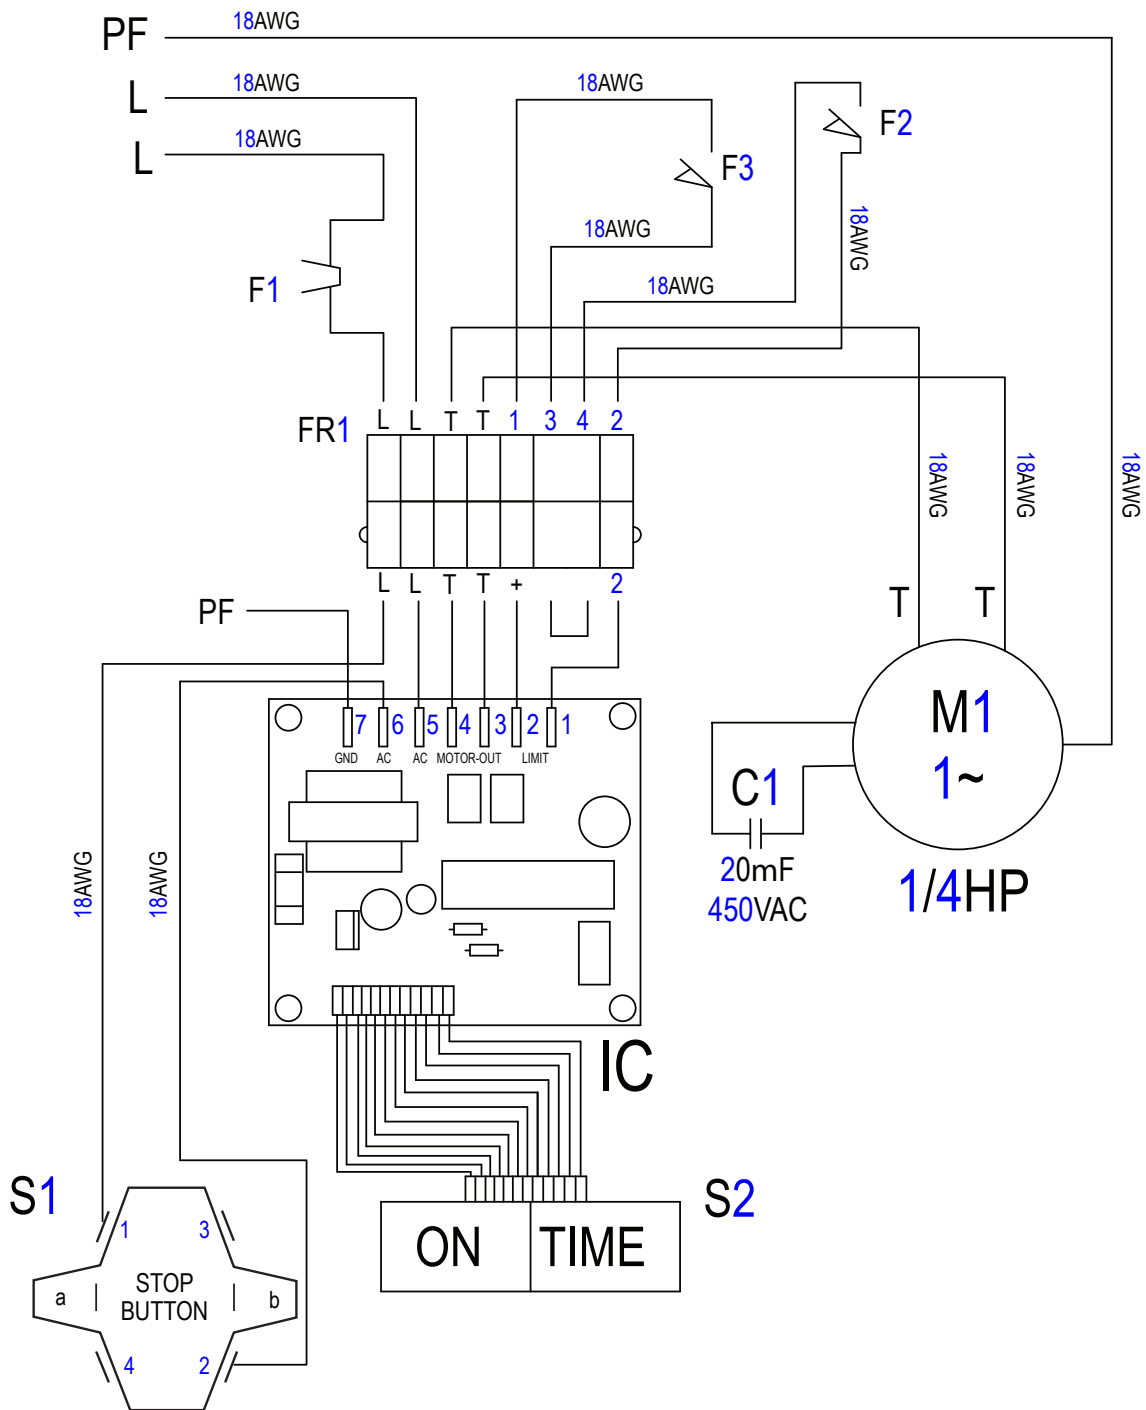 PF 18AWG
L 18AWG 18AWG
L 18AWG
F2
F3
18AWG 18AWG
F1 18AWG
FR1 L L T T 1 3 4 2
18AWG 18AWG 18AWG
L L T T + 2
PF
T T
7 6 5 4 3 2 1
GND AC AC MOTOR-OUT LIMIT
M1
1~
C1
20mF
450VAC
1/4HP
18AWG 18AWG
IC
S1
S2
ON TIME
1 3
STOP
BUTTON
a b
4 2